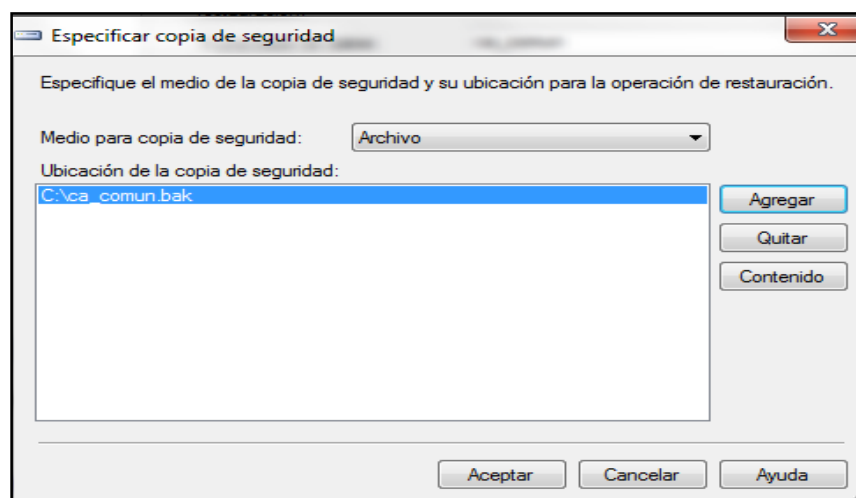 Especificar copia de seguridad
Especifique el medio de la copia de seguridad y su ubicación para la operación de restauración.
Medio para copia de seguridad:
Archivo
Ubicación de la copia de seguridad:
C:\ca_comun.bak
Agregar
Quitar
Contenido
Aceptar
Cancelar
Ayuda